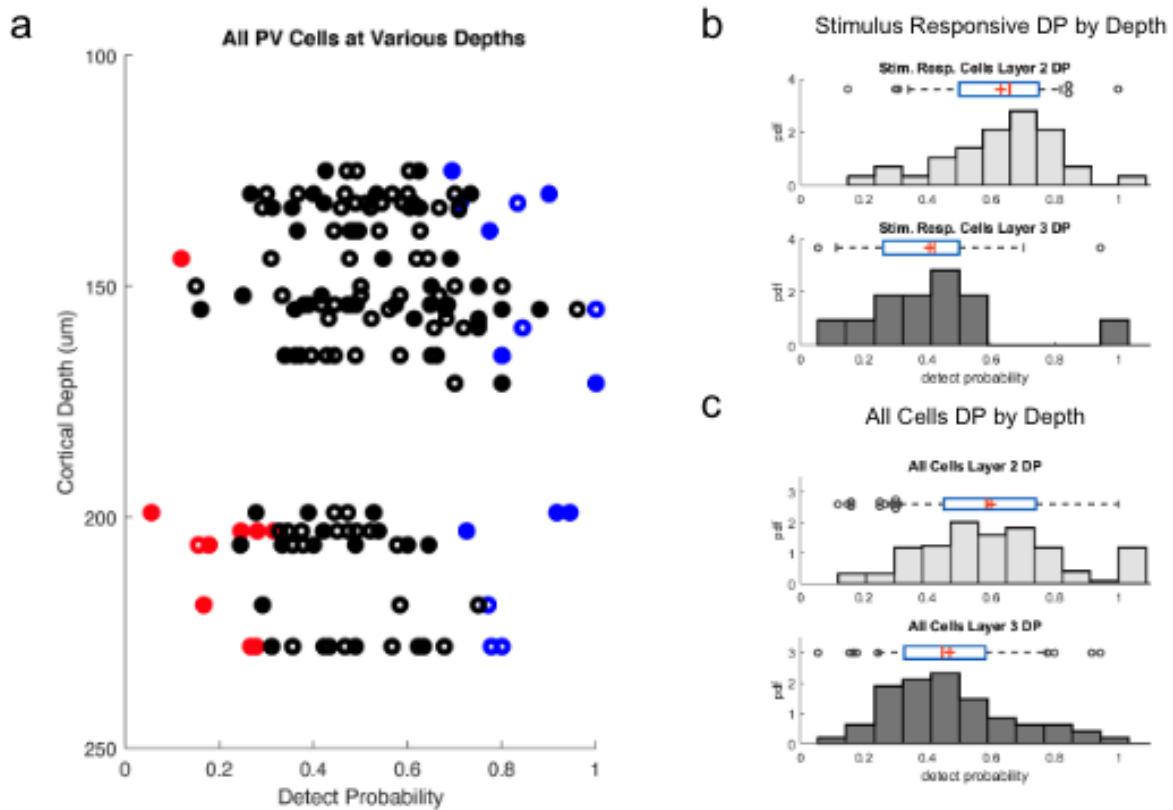 a
All PV Cells at Various Depths
100
150
200
250
Cortical Depth (um)
0 0.2 0.4 0.6 0.8 1
Detect Probability
b
Stimulus Responsive DP by Depth
Stim. Resp. Cells Layer 2 DP
4
2
0
pdf
0.2 0.4 0.6 0.8 1
Stim. Resp. Cells Layer 3 DP
4
2
0
pdf
0 0.2 0.4 0.6 0.8 1
detect probability
c
All Cells DP by Depth
All Cells Layer 2 DP
3
2
1
0
pdf
0.2 0.4 0.6 0.8 1
All Cells Layer 3 DP
3
2
1
0
pdf
0 0.2 0.4 0.6 0.8 1
detect probability